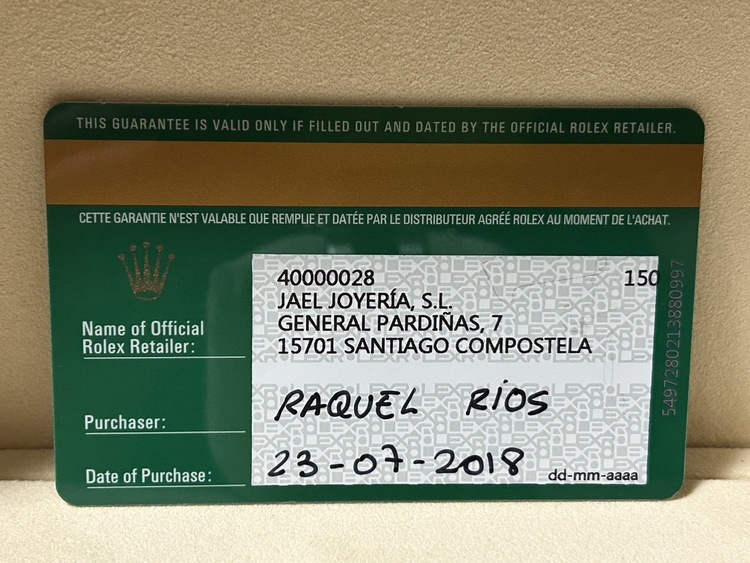 THIS GUARANTEE IS VALID ONLY IF FILLED OUT AND DATED BY THE OFFICIAL ROLEX RETAILER.
CETTE GARANTIE N'EST VALABLE QUE REMPLIE ET DATÉE PAR LE DISTRIBUTEUR AGRÉÉ ROLEX AU MOMENT DE L'ACHAT.
40000028 150
JAEL JOYERÍA, S.L.
GENERAL PARDIÑAS, 7
15701 SANTIAGO COMPOSTELA
Name of Official
Rolex Retailer:
Purchaser: RAQUEL RIOS
Date of Purchase: 23-07-2018 dd-mm-aaaa
5497280213880997